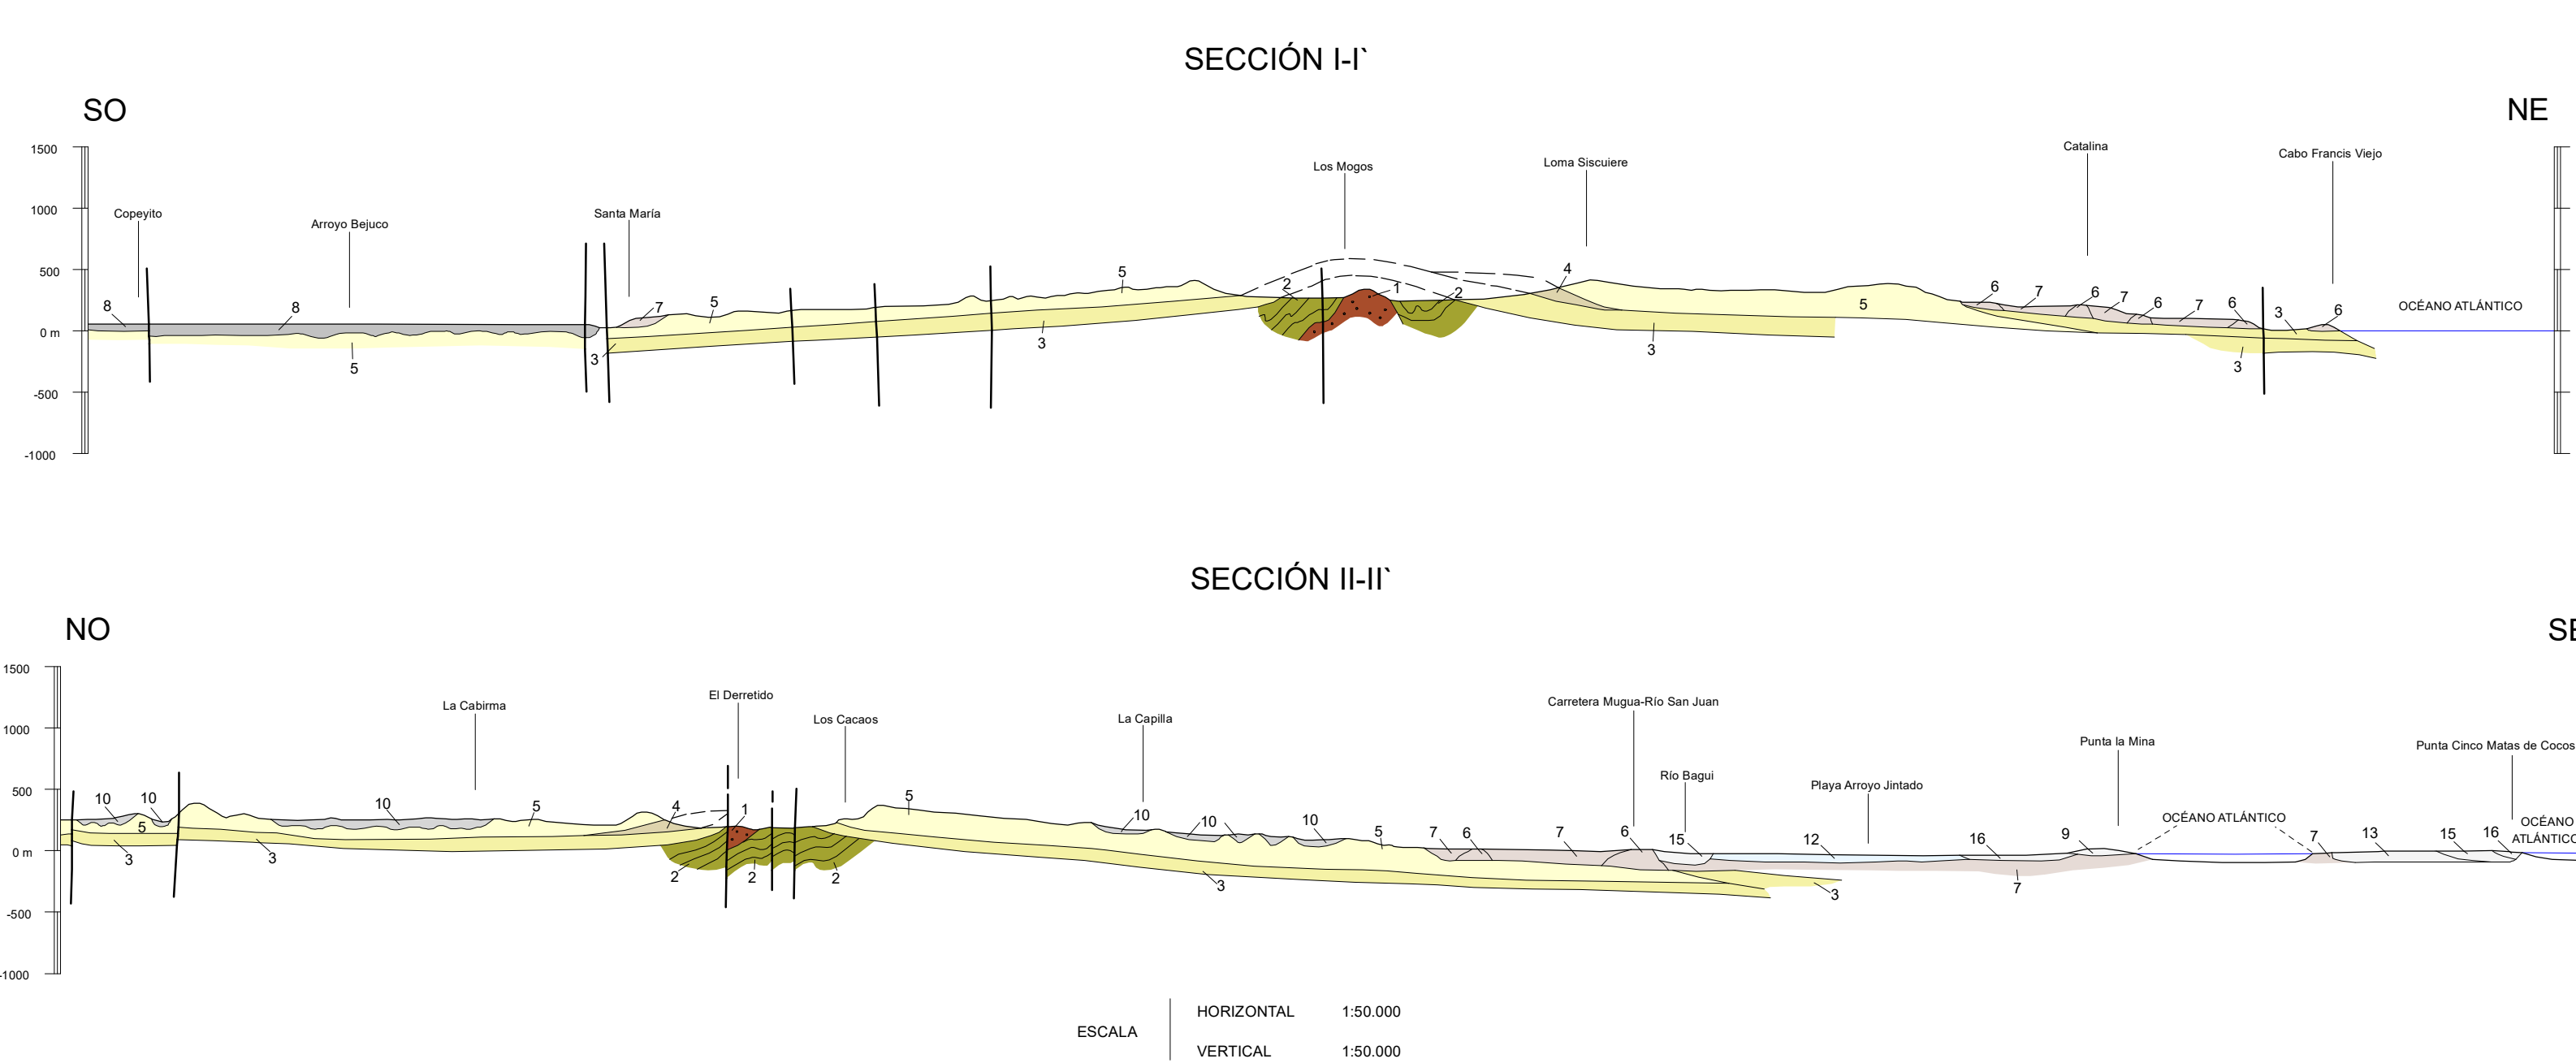 SECCIÓN I-I`
SO
NE
1500
1000
500
0 m
-500
-1000
Copeyito
Arroyo Bejuco
Santa María
Los Mogos
Loma Siscuiere
Catalina
Cabo Francis Viejo
OCÉANO ATLÁNTICO
8
8
5
3
7
5
5
3
2
1
2
4
3
5
6
7
6
7
6
7
6
3
3
6
SECCIÓN II-II`
NO
SE
1500
1000
500
0 m
-500
-1000
La Cabirma
El Derretido
Los Cacaos
La Capilla
Carretera Mugua-Río San Juan
Río Bagui
Playa Arroyo Jintado
Punta la Mina
OCÉANO ATLÁNTICO
Punta Cinco Matas de Cocos
OCÉANO
ATLÁNTICO
10
10
5
3
3
10
5
4
1
2
2
2
5
10
10
10
5
3
7
6
7
6
15
12
3
16
9
7
7
13
15
16
ESCALA
HORIZONTAL 1:50.000
VERTICAL 1:50.000